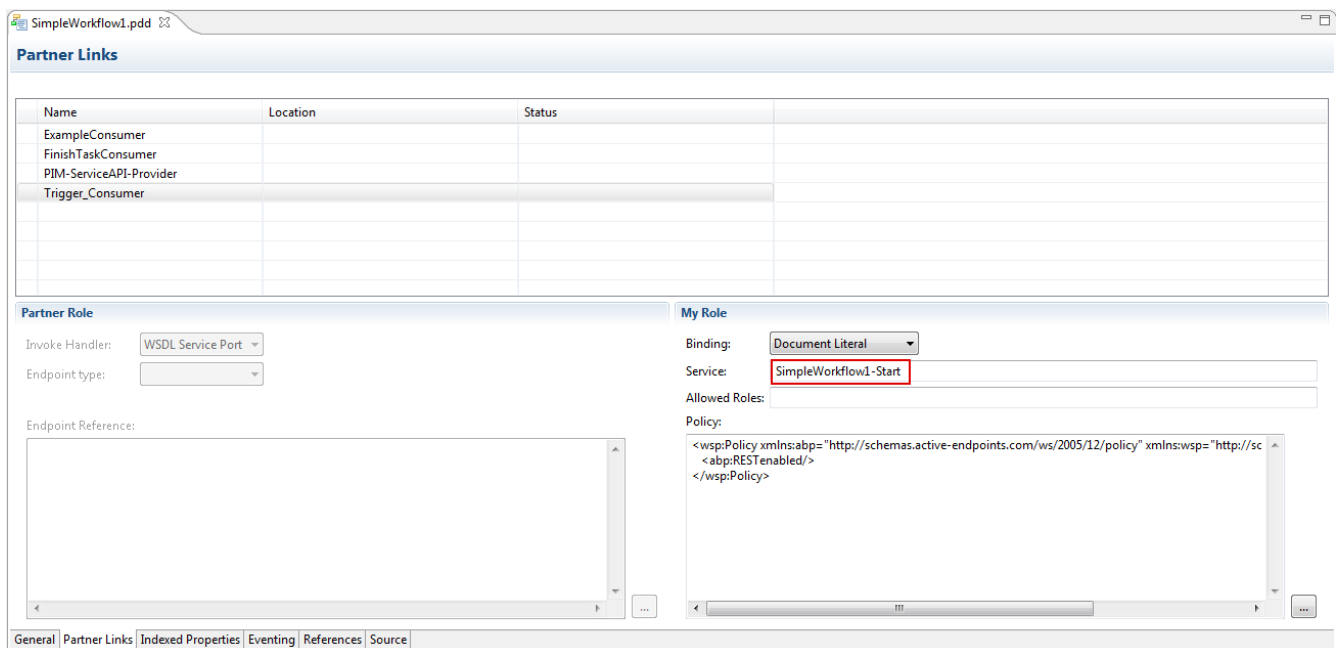 SimpleWorkflow1.pdd
Partner Links
Name Location Status
ExampleConsumer
FinishTaskConsumer
PIM-ServiceAPI-Provider
Trigger_Consumer
Partner Role
Invoke Handler: WSDL Service Port
Endpoint type:
Endpoint Reference:
...
My Role
Binding: Document Literal
Service: SimpleWorkflow1-Start
Allowed Roles:
Policy:
<wsp:Policy xmlns:abp="http://schemas.active-endpoints.com/ws/2005/12/policy" xmlns:wsp="http://sc
<abp:RESTenabled/>
</wsp:Policy>
...
General Partner Links Indexed Properties Eventing References Source